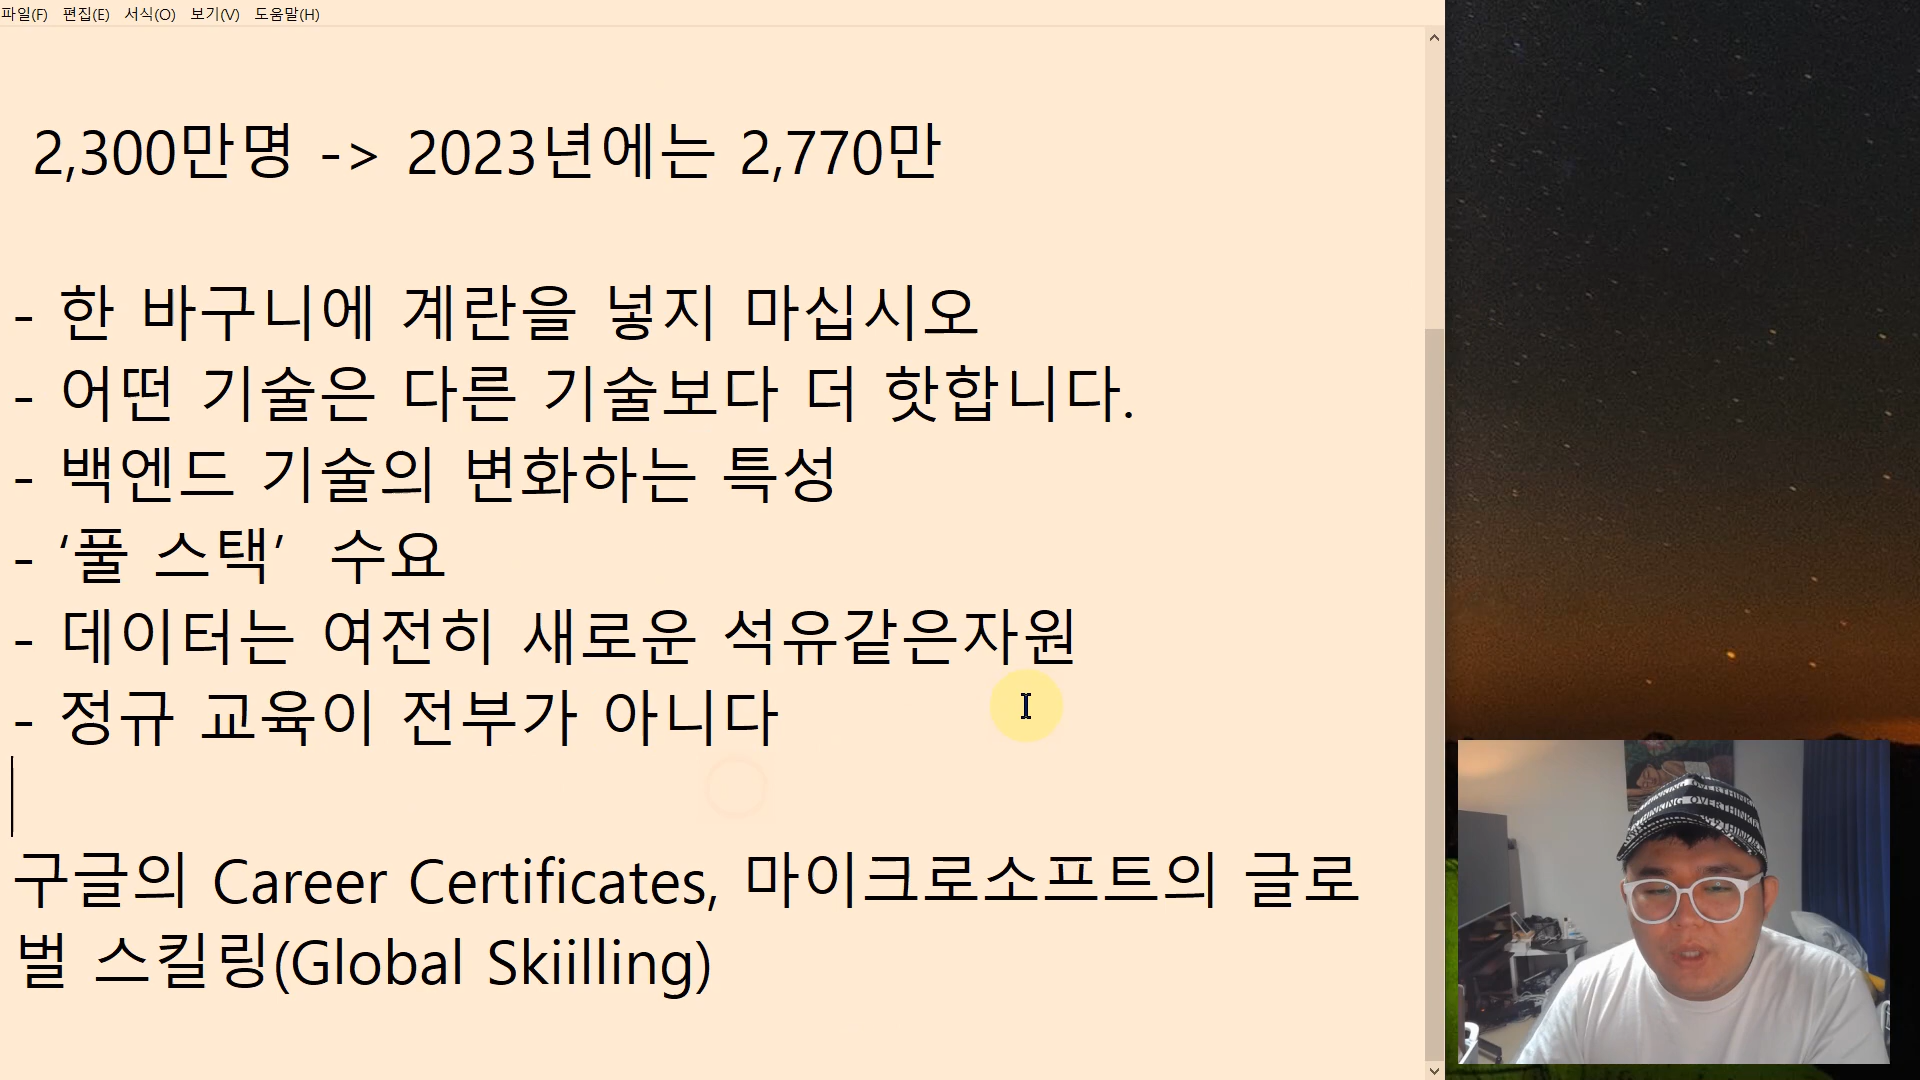 파일(F) 편집(E) 서식(O) 보기(V) 도움말(H)
2,300만명 -> 2023년에는 2,770만
- 한 바구니에 계란을 넣지 마십시오
- 어떤 기술은 다른 기술보다 더 핫합니다.
- 백엔드 기술의 변화하는 특성
- ‘풀 스택’ 수요
- 데이터는 여전히 새로운 석유같은자원
- 정규 교육이 전부가 아니다
구글의 Career Certificates, 마이크로소프트의 글로
벌 스킬링(Global Skiilling)